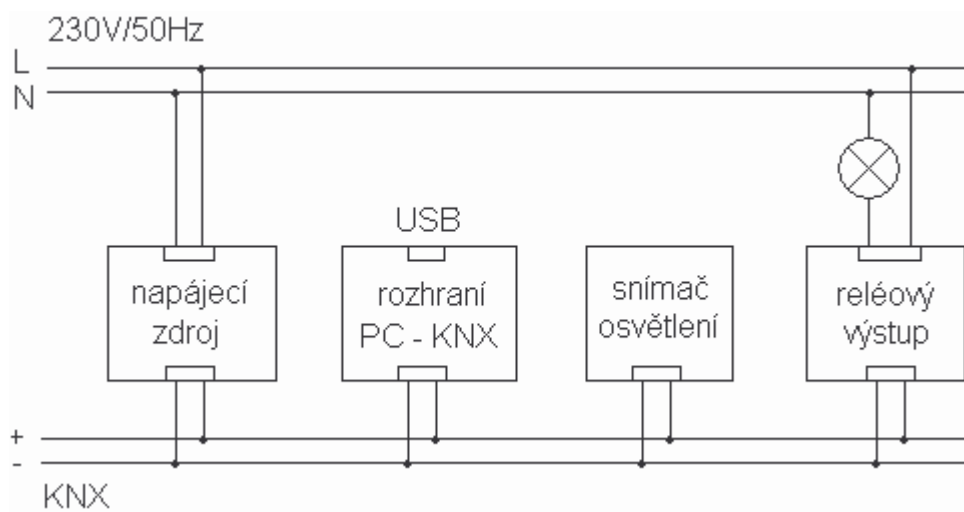 230V/50Hz
L
N
USB
napájecí
zdroj
rozhraní
PC - KNX
snímač
osvětlení
reléový
výstup
+
-
KNX